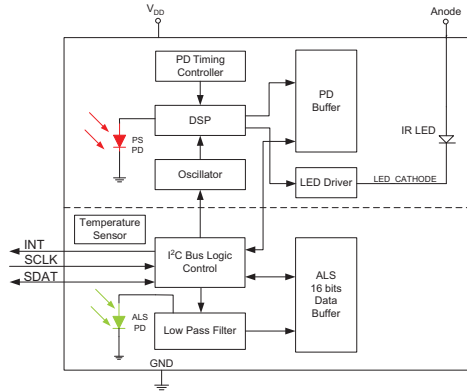 V_DD
Anode
PD Timing
Controller
PD
Buffer
DSP
PS
PD
IR LED
Oscillator
LED Driver
LED_CATHODE
Temperature
Sensor
INT
SCLK
SDAT
I²C Bus Logic
Control
ALS
16 bits
Data
Buffer
ALS
PD
Low Pass Filter
GND